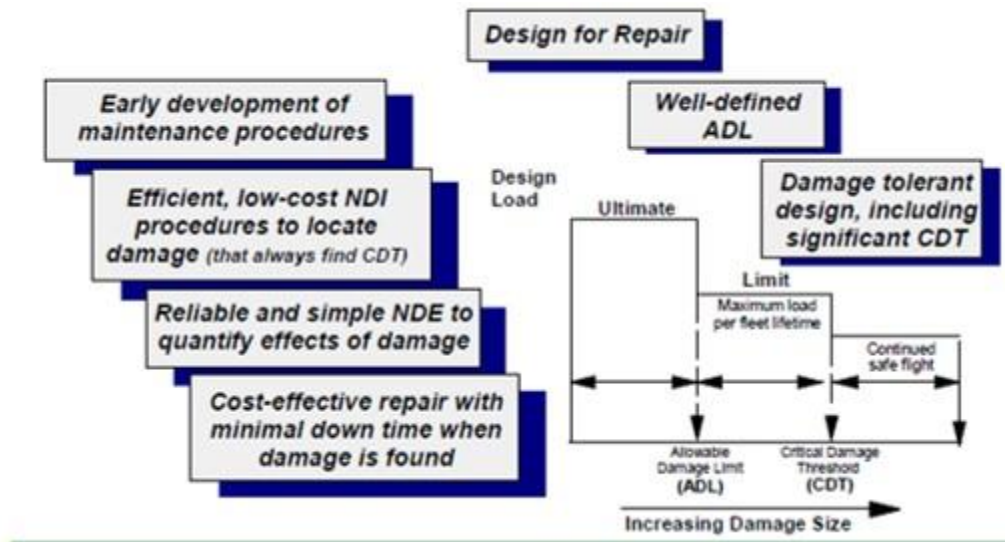 Design for Repair
Early development of
maintenance procedures
Efficient, low-cost NDI
procedures to locate
damage (that always find CDT)
Reliable and simple NDE to
quantify effects of damage
Cost-effective repair with
minimal down time when
damage is found
Well-defined
ADL
Damage tolerant
design, including
significant CDT
Design
Load
Ultimate
Limit
Maximum load
per fleet lifetime
Continued
safe flight
Allowable
Damage Limit
(ADL)
Critical Damage
Threshold
(CDT)
Increasing Damage Size